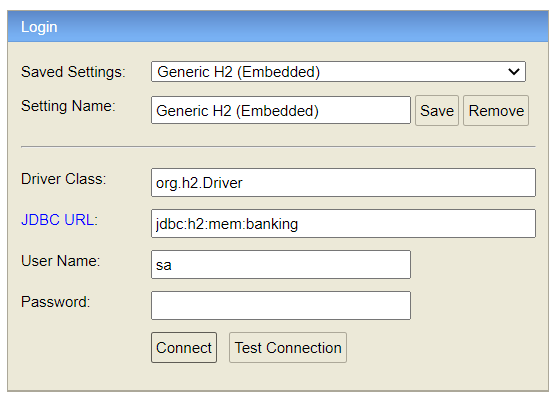 Login
Saved Settings: Generic H2 (Embedded)
Setting Name: Generic H2 (Embedded) Save Remove
Driver Class: org.h2.Driver
JDBC URL: jdbc:h2:mem:banking
User Name: sa
Password:
Connect Test Connection